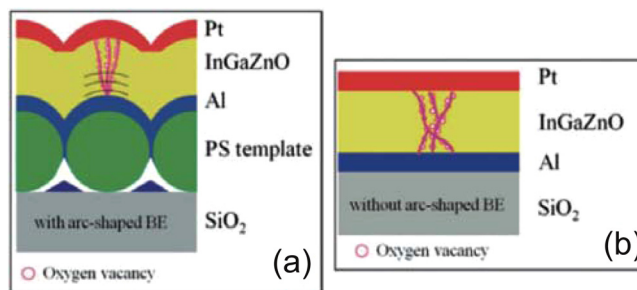 Pt
InGaZnO
Al
PS template
with arc-shaped BE
SiO₂
Oxygen vacancy
(a)
Pt
InGaZnO
Al
without arc-shaped BE
SiO₂
Oxygen vacancy
(b)